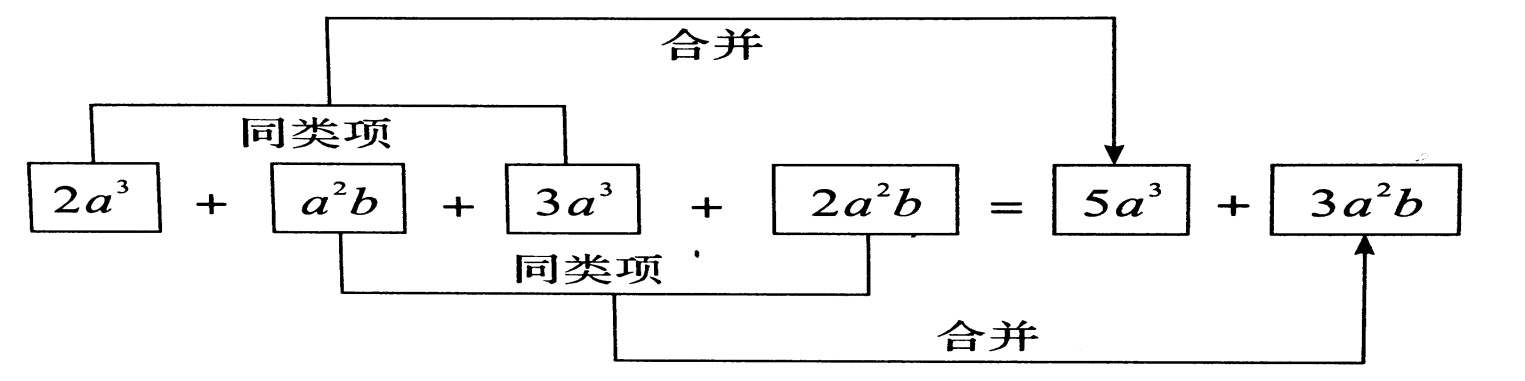 合并
同类项
2a³ + a²b + 3a³ + 2a²b = 5a³ + 3a²b
同类项
合并